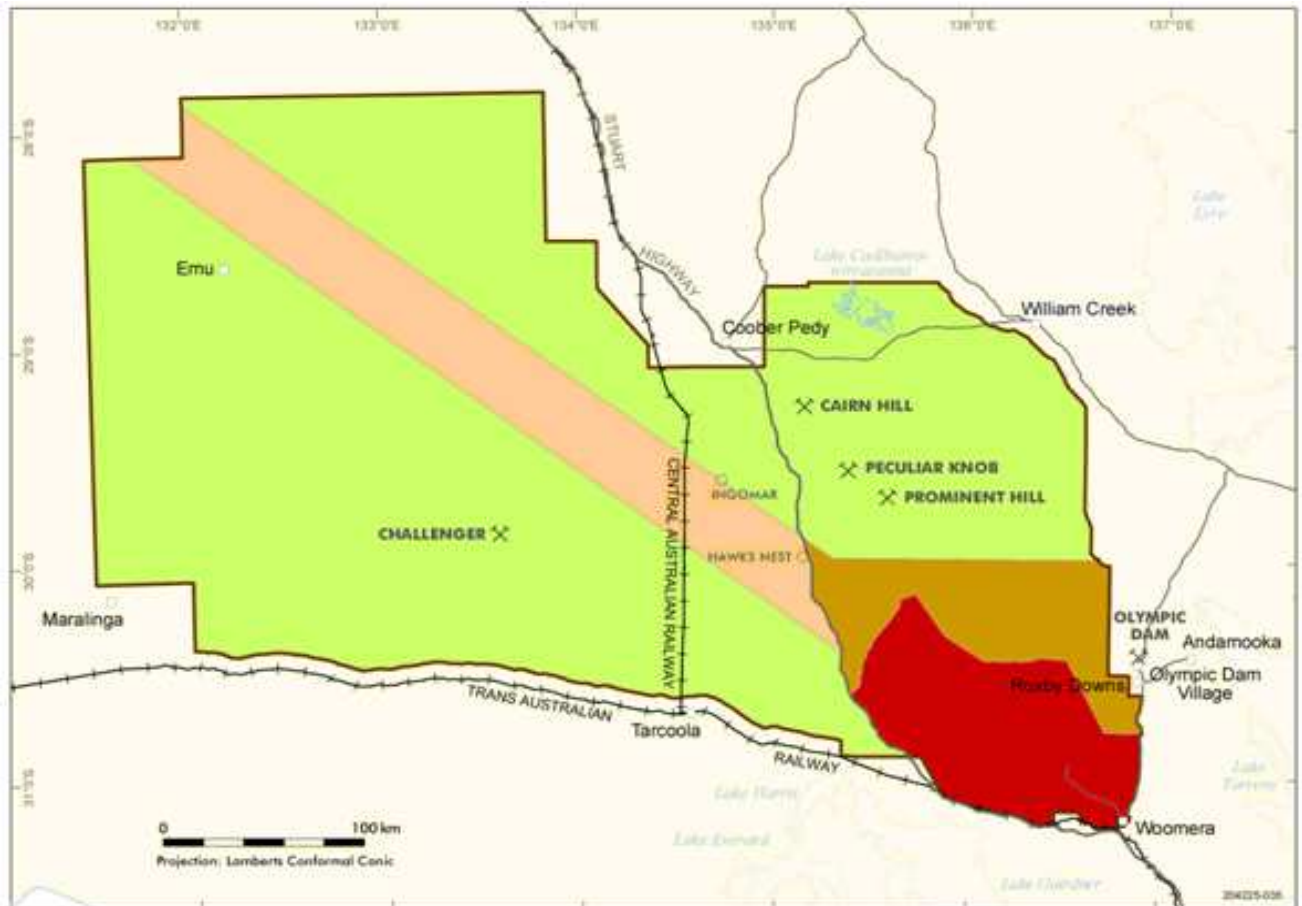 132°0'E
133°0'E
134°0'E
135°0'E
136°0'E
137°0'E
28°0'S
STUART
HIGHWAY
Lake
Eyre
Emu
Coober Pedy
William Creek
29°0'S
CAIRN HILL
PECULIAR KNOB
PROMINENT HILL
INGOMAR
CENTRAL AUSTRALIAN RAILWAY
CHALLENGER
HAWKS NEST
30°0'S
Maralinga
OLYMPIC
DAM
Andamooka
Roxby Downs
Olympic Dam
Village
TRANS AUSTRALIAN
RAILWAY
Tarcoola
31°0'S
Lake Harris
Lake
Torrens
Lake Everard
Woomera
0
100 km
Projection: Lamberts Conformal Conic
Lake Gairdner